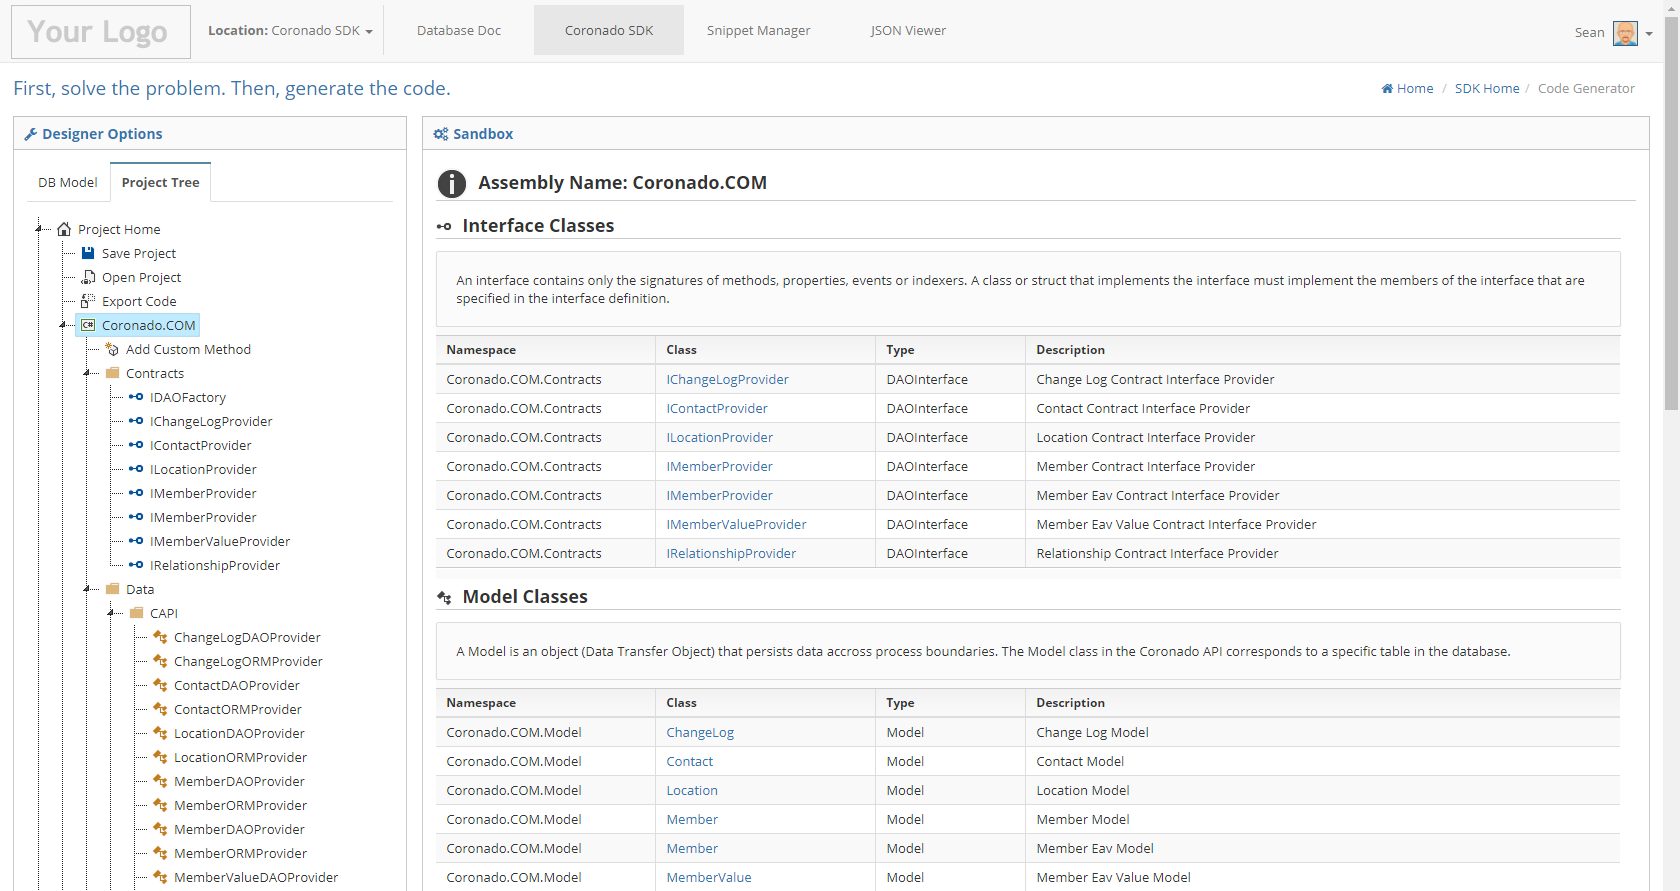 Your Logo
Location: Coronado SDK
Database Doc
Coronado SDK
Snippet Manager
JSON Viewer
Sean
First, solve the problem. Then, generate the code.
Home / SDK Home / Code Generator
Designer Options
DB Model
Project Tree
Project Home
Save Project
Open Project
Export Code
C# Coronado.COM
Add Custom Method
Contracts
IDAOFactory
IChangeLogProvider
IContactProvider
ILocationProvider
IMemberProvider
IMemberProvider
IMemberValueProvider
IRelationshipProvider
Data
CAPI
ChangeLogDAOProvider
ChangeLogORMProvider
ContactDAOProvider
ContactORMProvider
LocationDAOProvider
LocationORMProvider
MemberDAOProvider
MemberORMProvider
MemberDAOProvider
MemberORMProvider
MemberValueDAOProvider
Sandbox
Assembly Name: Coronado.COM
Interface Classes
An interface contains only the signatures of methods, properties, events or indexers. A class or struct that implements the interface must implement the members of the interface that are
specified in the interface definition.
Namespace Class Type Description
Coronado.COM.Contracts IChangeLogProvider DAOInterface Change Log Contract Interface Provider
Coronado.COM.Contracts IContactProvider DAOInterface Contact Contract Interface Provider
Coronado.COM.Contracts ILocationProvider DAOInterface Location Contract Interface Provider
Coronado.COM.Contracts IMemberProvider DAOInterface Member Contract Interface Provider
Coronado.COM.Contracts IMemberProvider DAOInterface Member Eav Contract Interface Provider
Coronado.COM.Contracts IMemberValueProvider DAOInterface Member Eav Value Contract Interface Provider
Coronado.COM.Contracts IRelationshipProvider DAOInterface Relationship Contract Interface Provider
Model Classes
A Model is an object (Data Transfer Object) that persists data accross process boundaries. The Model class in the Coronado API corresponds to a specific table in the database.
Namespace Class Type Description
Coronado.COM.Model ChangeLog Model Change Log Model
Coronado.COM.Model Contact Model Contact Model
Coronado.COM.Model Location Model Location Model
Coronado.COM.Model Member Model Member Model
Coronado.COM.Model Member Model Member Eav Model
Coronado.COM.Model MemberValue Model Member Eav Value Model